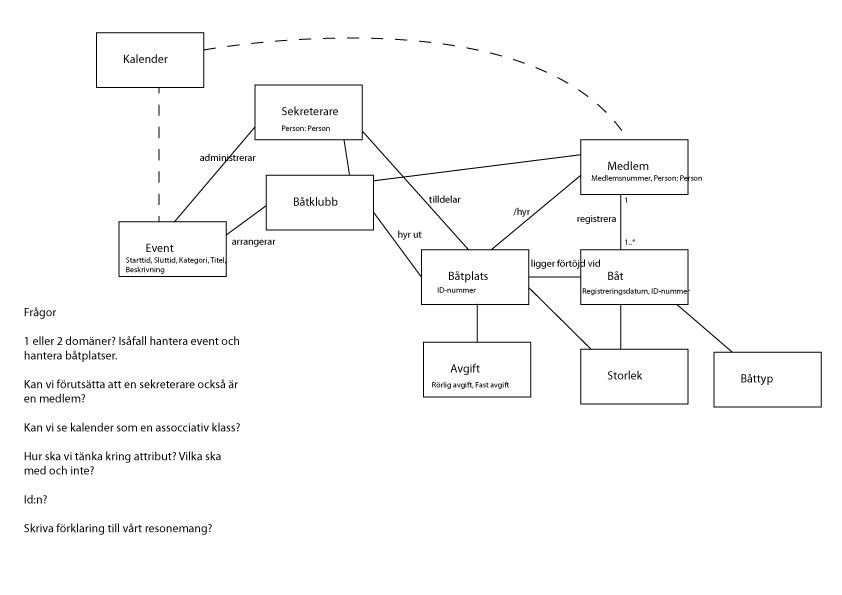 Kalender
Sekreterare
Person: Person
administrerar
Båtklubb
Medlem
Medlemsnummer, Person: Person
tilldelar
/hyr
1
registrera
1..*
hyr ut
arrangerar
Event
Starttid, Sluttid, Kategori, Titel,
Beskrivning
Båtplats
ID-nummer
ligger förtöjd vid
Båt
Registreringsdatum, ID-nummer
Avgift
Rörlig avgift, Fast avgift
Storlek
Båttyp
Frågor
1 eller 2 domäner? Isåfall hantera event och
hantera båtplatser.
Kan vi förutsätta att en sekreterare också är
en medlem?
Kan vi se kalender som en assocciativ klass?
Hur ska vi tänka kring attribut? Vilka ska
med och inte?
Id:n?
Skriva förklaring till vårt resonemang?